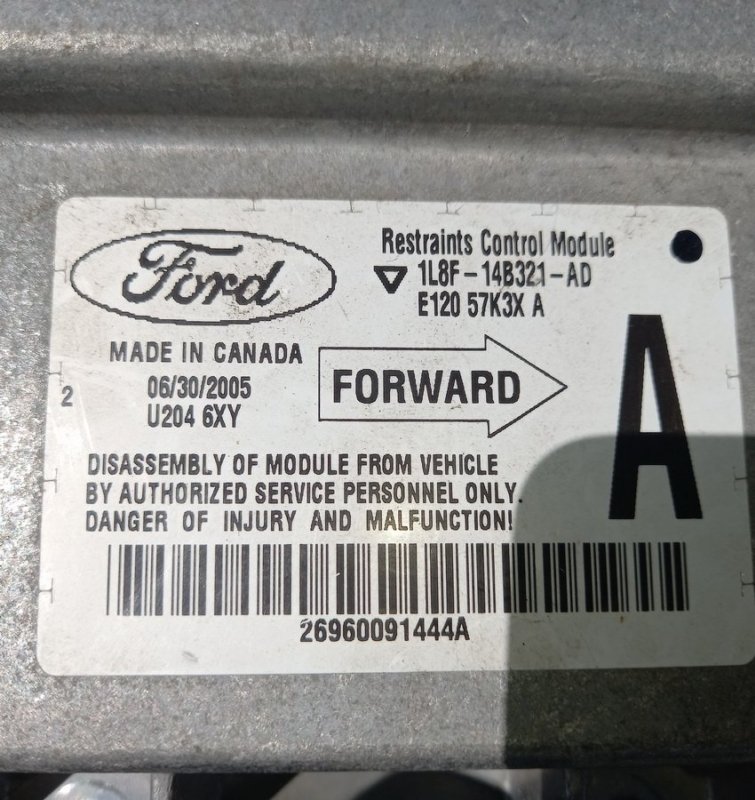 Ford
Restraints Control Module
1L8F-14B321-AD
E120 57K3X A
MADE IN CANADA
06/30/2005
U204 6XY
2
FORWARD
A
DISASSEMBLY OF MODULE FROM VEHICLE
BY AUTHORIZED SERVICE PERSONNEL ONLY.
DANGER OF INJURY AND MALFUNCTION!
26960091444A